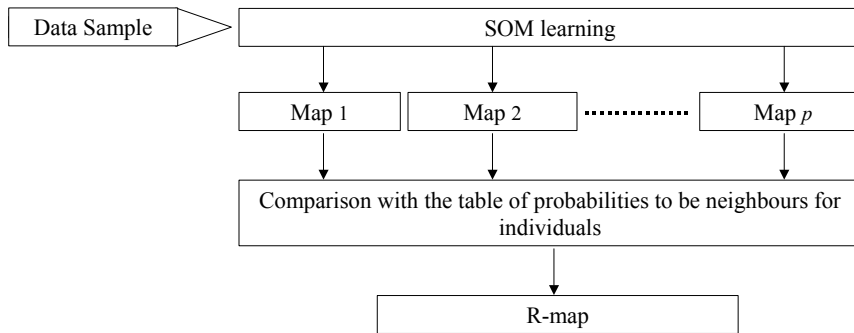 Data Sample
SOM learning
Map 1
Map 2
Map p
Comparison with the table of probabilities to be neighbours for
individuals
R-map